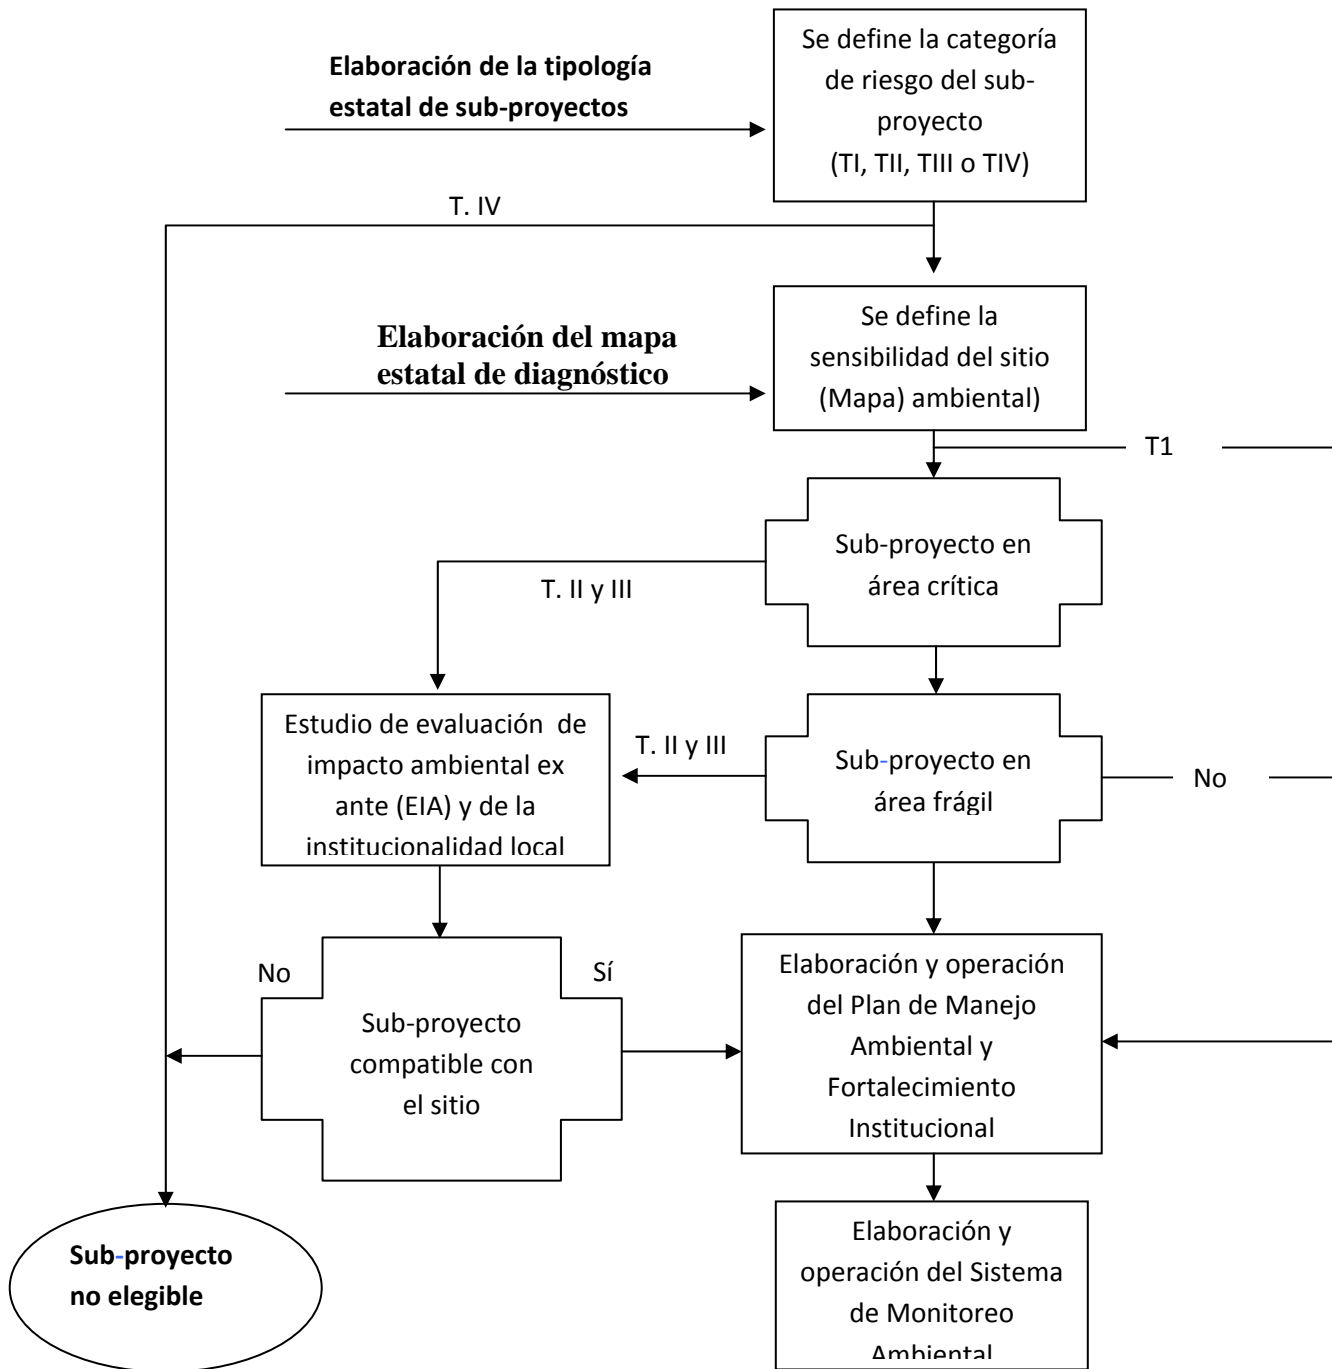 Elaboración de la tipología
estatal de sub-proyectos
Se define la categoría
de riesgo del sub-
proyecto
(TI, TII, TIII o TIV)
T. IV
Elaboración del mapa
estatal de diagnóstico
Se define la
sensibilidad del sitio
(Mapa) ambiental)
T1
Sub-proyecto en
área crítica
T. II y III
Estudio de evaluación de
impacto ambiental ex
ante (EIA) y de la
institucionalidad local
T. II y III
Sub-proyecto en
área frágil
No
No
Sí
Sub-proyecto
compatible con
el sitio
Elaboración y operación
del Plan de Manejo
Ambiental y
Fortalecimiento
Institucional
Sub-proyecto
no elegible
Elaboración y
operación del Sistema
de Monitoreo
Ambiental